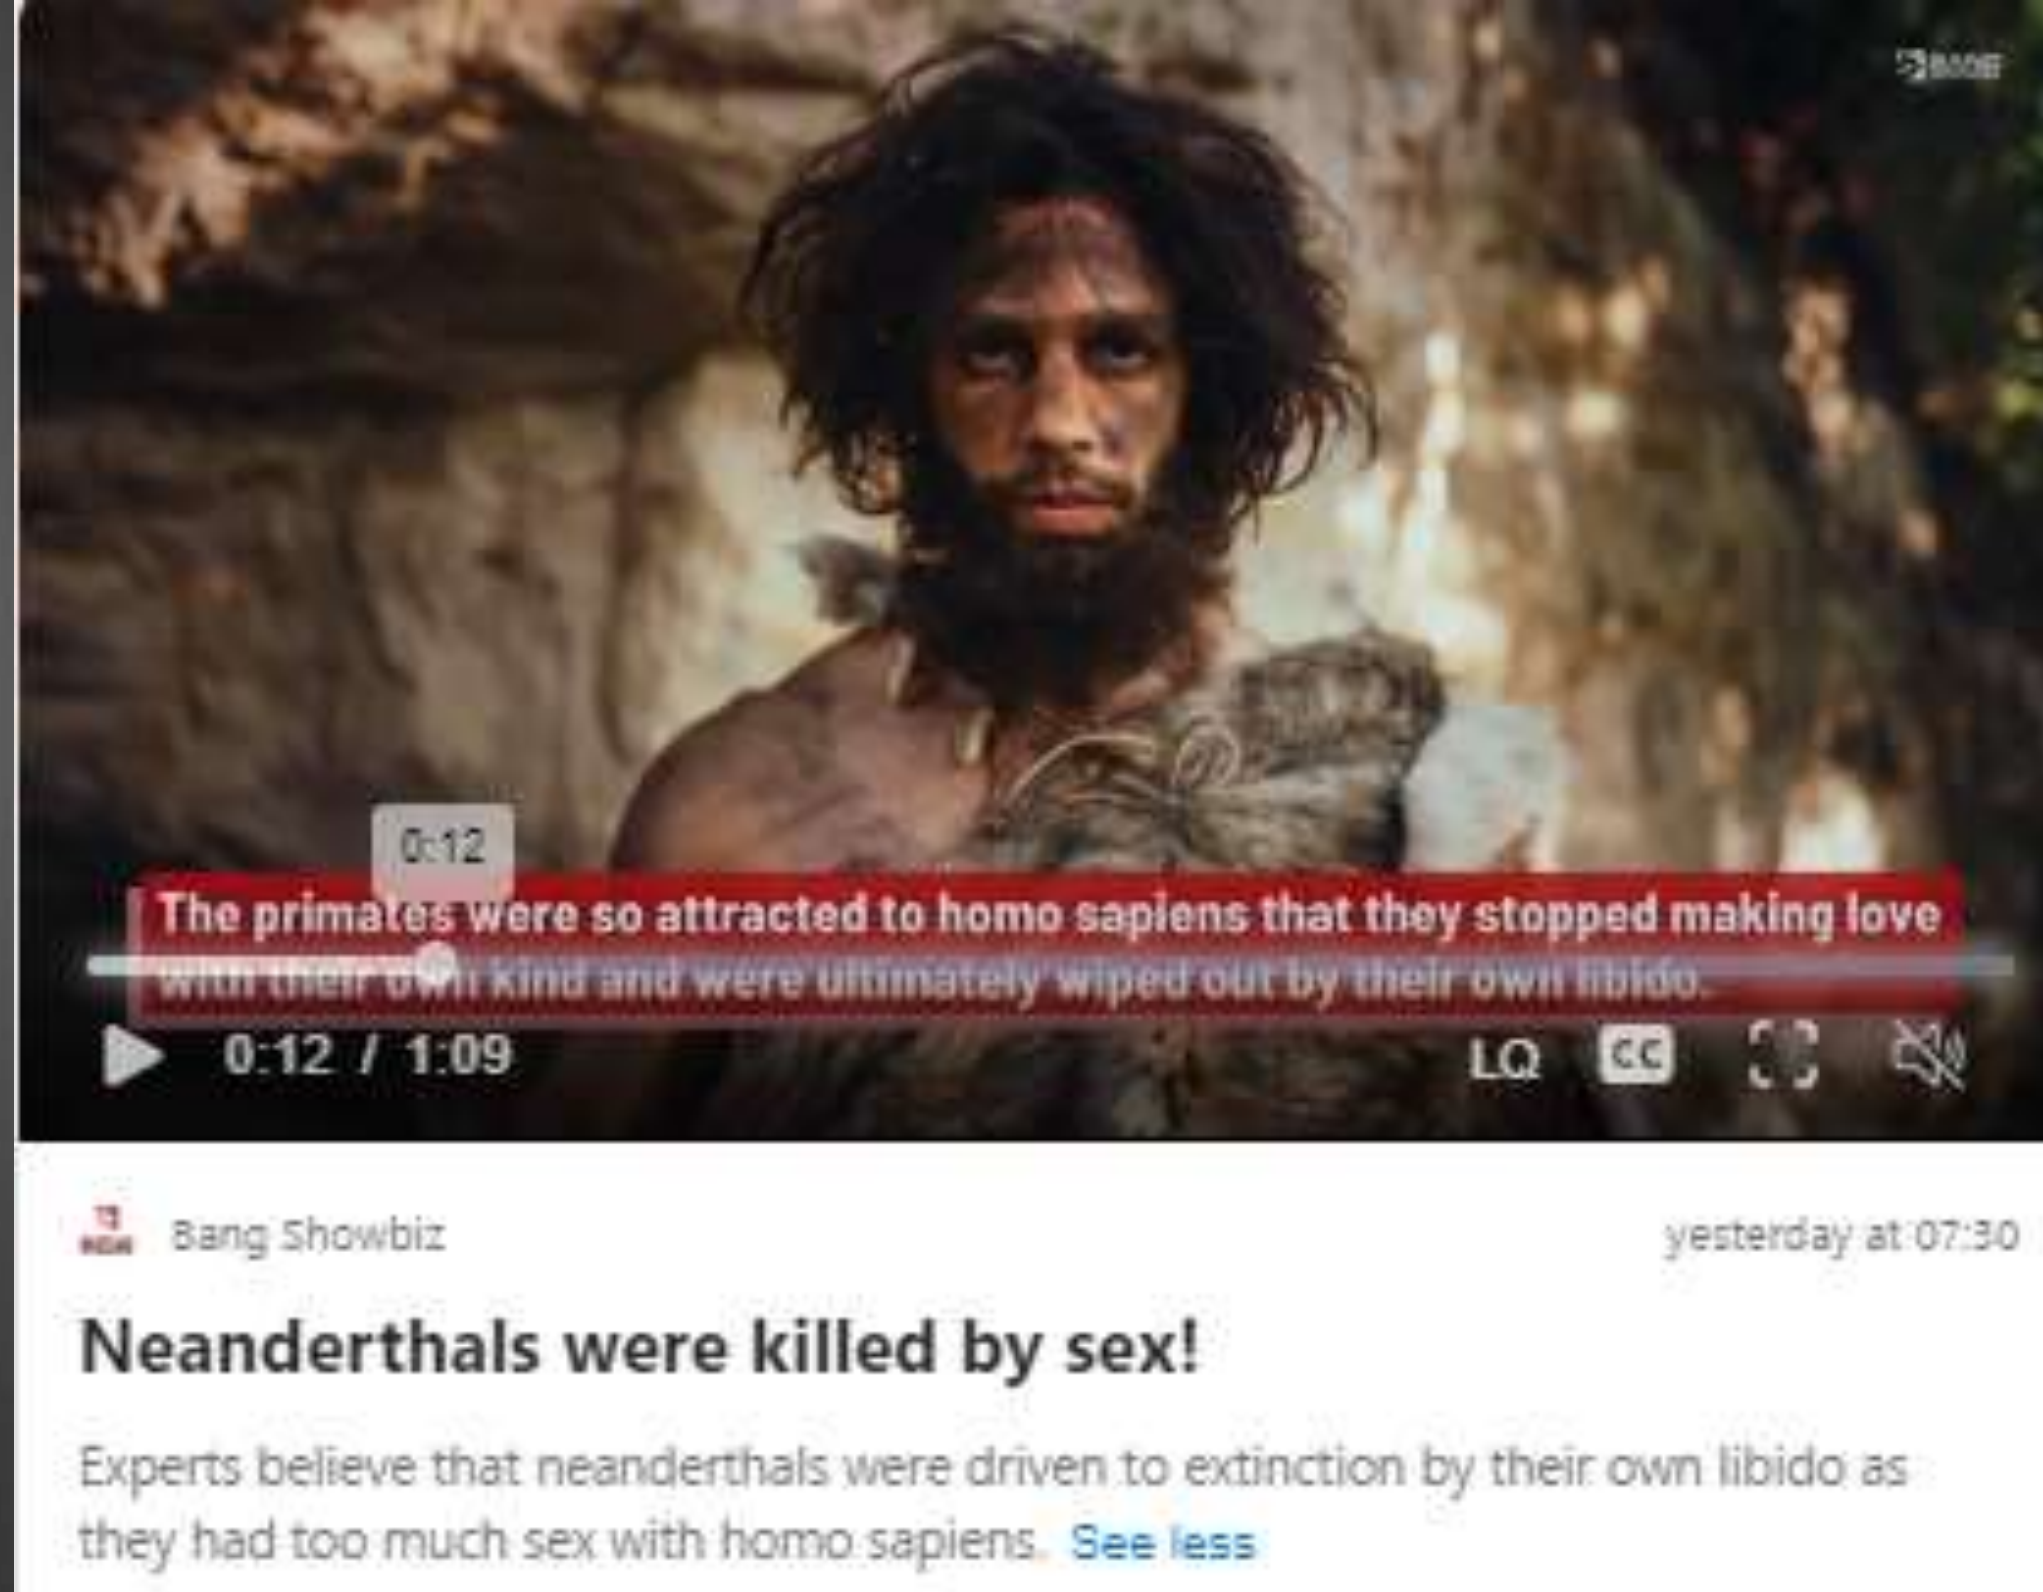 0:12
The primates were so attracted to homo sapiens that they stopped making love
with their own kind and were ultimately wiped out by their own libido.
0:12 / 1:09
LQ CC
Bang Showbiz
yesterday at 07:30
Neanderthals were killed by sex!
Experts believe that neanderthals were driven to extinction by their own libido as
they had too much sex with homo sapiens. See less